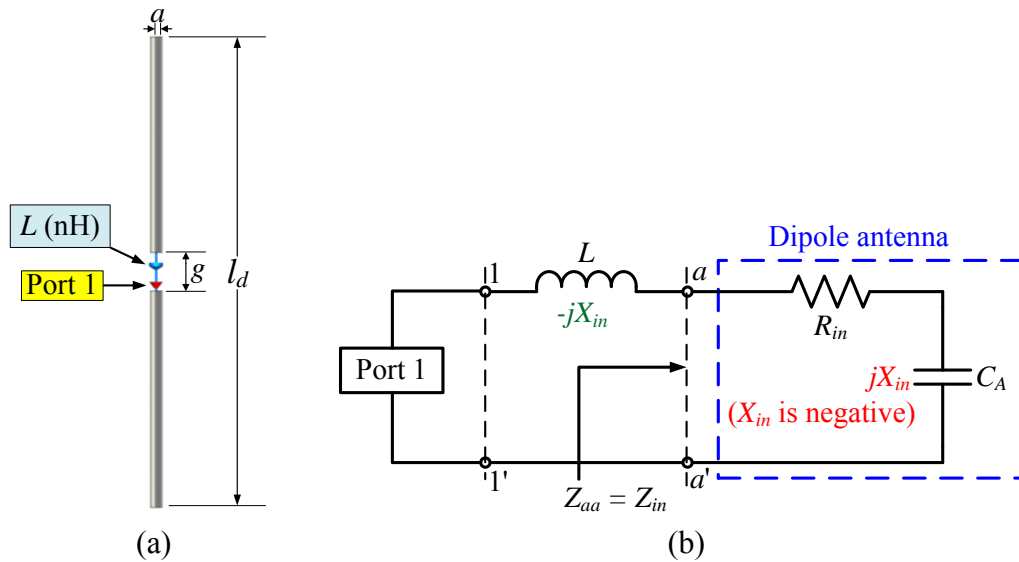 a
L (nH)
Port 1
g
l_d
(a)
Dipole antenna
1
L
a
-jX_in
R_in
Port 1
jX_in
C_A
(X_in is negative)
1'
a'
Z_aa = Z_in
(b)